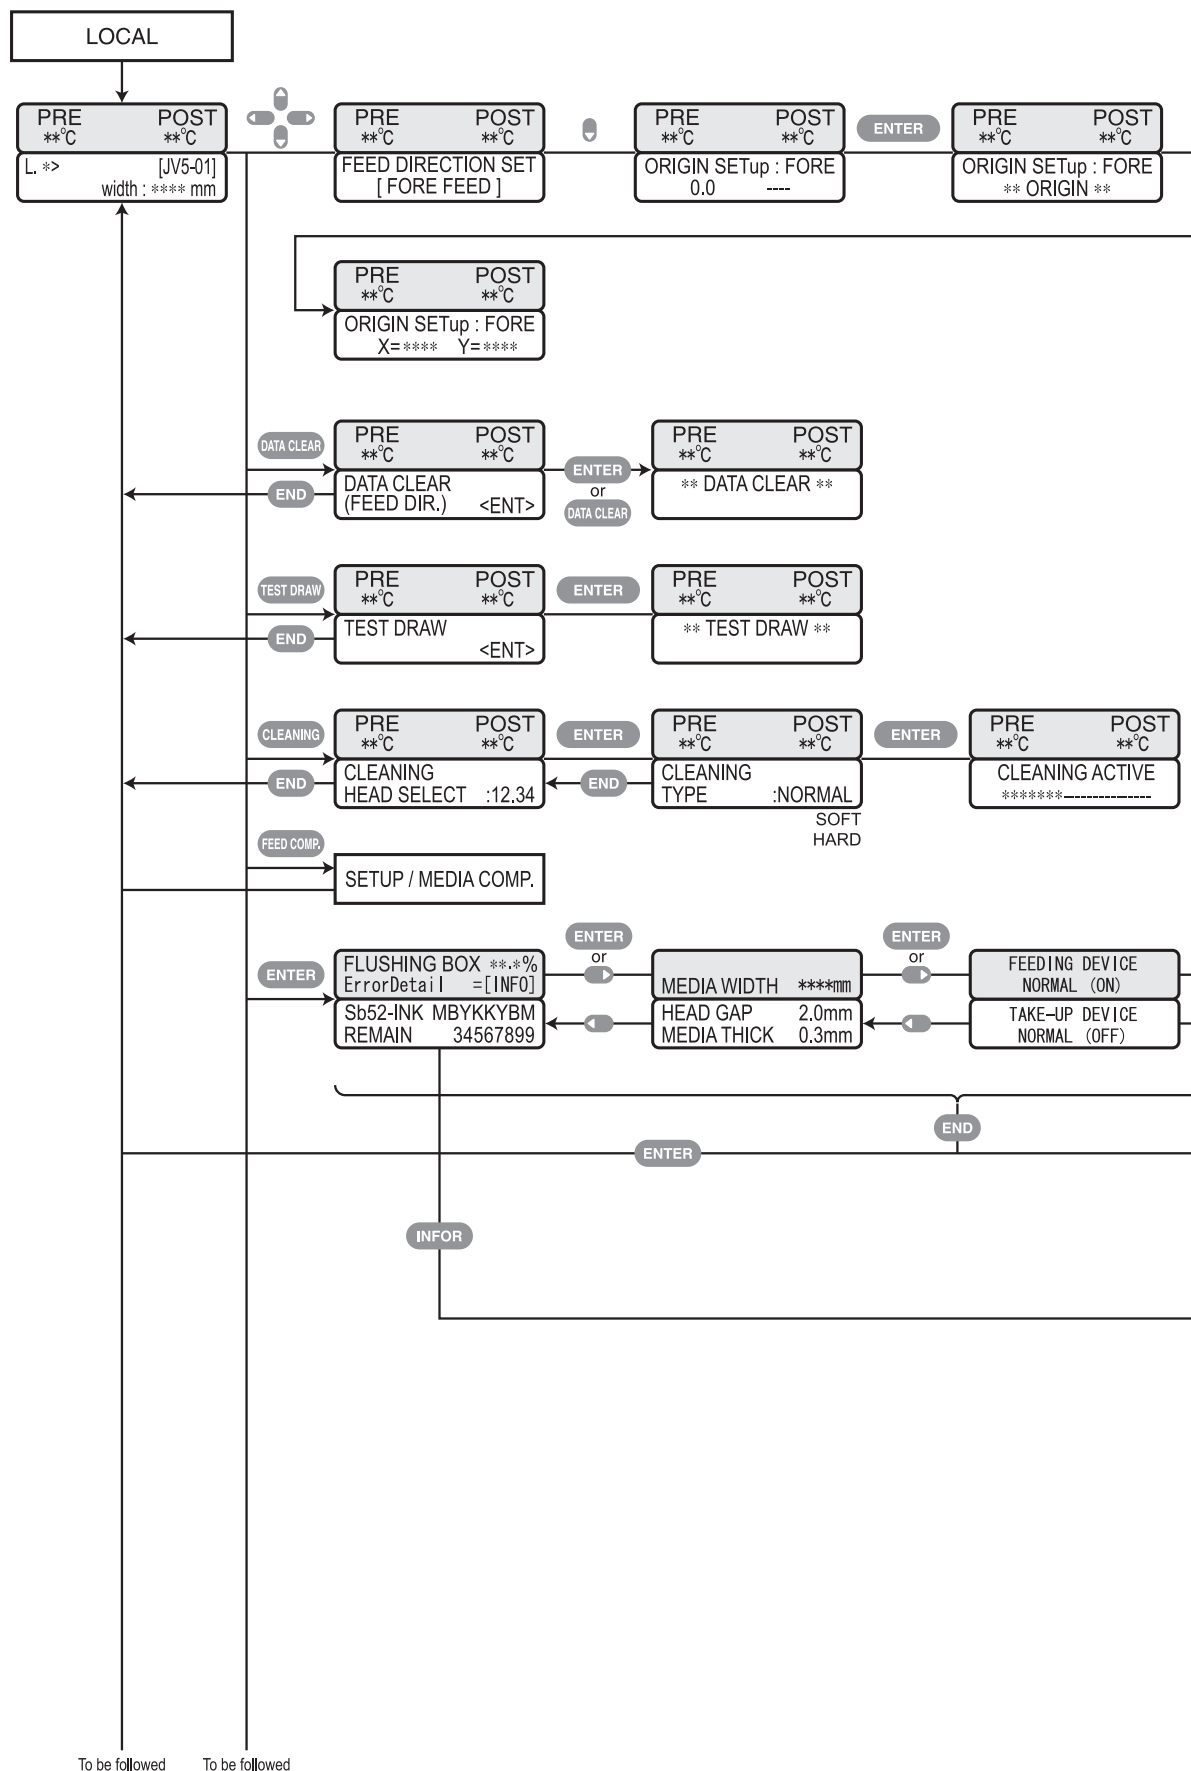 LOCAL
PRE POST
**°C **°C
L. *> [JV5-01]
width : **** mm
PRE POST
**°C **°C
FEED DIRECTION SET
[ FORE FEED ]
PRE POST
**°C **°C
ORIGIN SETup : FORE
0.0 ----
ENTER
PRE POST
**°C **°C
ORIGIN SETup : FORE
** ORIGIN **
PRE POST
**°C **°C
ORIGIN SETup : FORE
X=**** Y=****
DATA CLEAR
END
PRE POST
**°C **°C
DATA CLEAR
(FEED DIR.) <ENT>
ENTER
or
DATA CLEAR
PRE POST
**°C **°C
** DATA CLEAR **
TEST DRAW
END
PRE POST
**°C **°C
TEST DRAW
<ENT>
ENTER
PRE POST
**°C **°C
** TEST DRAW **
CLEANING
END
PRE POST
**°C **°C
CLEANING
HEAD SELECT :12.34
ENTER
END
PRE POST
**°C **°C
CLEANING
TYPE :NORMAL
SOFT
HARD
ENTER
PRE POST
**°C **°C
CLEANING ACTIVE
*******---------------
FEED COMP.
SETUP / MEDIA COMP.
ENTER
FLUSHING BOX **.*%
ErrorDetail =[INFO]
Sb52-INK MBYKKYBM
REMAIN 34567899
ENTER
or
MEDIA WIDTH ****mm
HEAD GAP 2.0mm
MEDIA THICK 0.3mm
ENTER
or
FEEDING DEVICE
NORMAL (ON)
TAKE-UP DEVICE
NORMAL (OFF)
END
ENTER
INFOR
To be followed To be followed